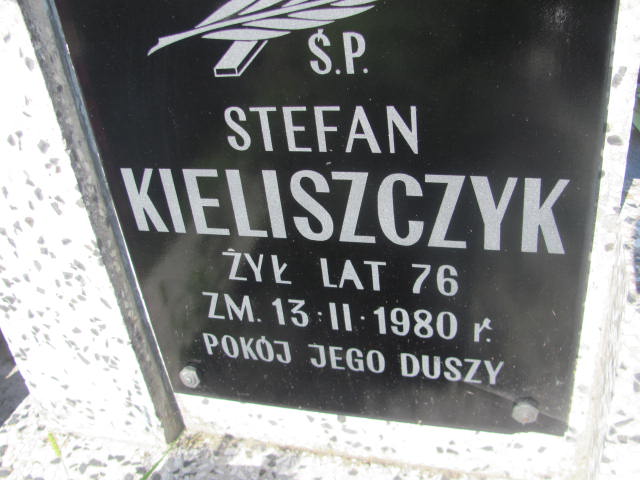 Ś.P.
STEFAN
KIELISZCZYK
ŻYŁ LAT 76
ZM. 13·II·1980 r.
POKÓJ JEGO DUSZY